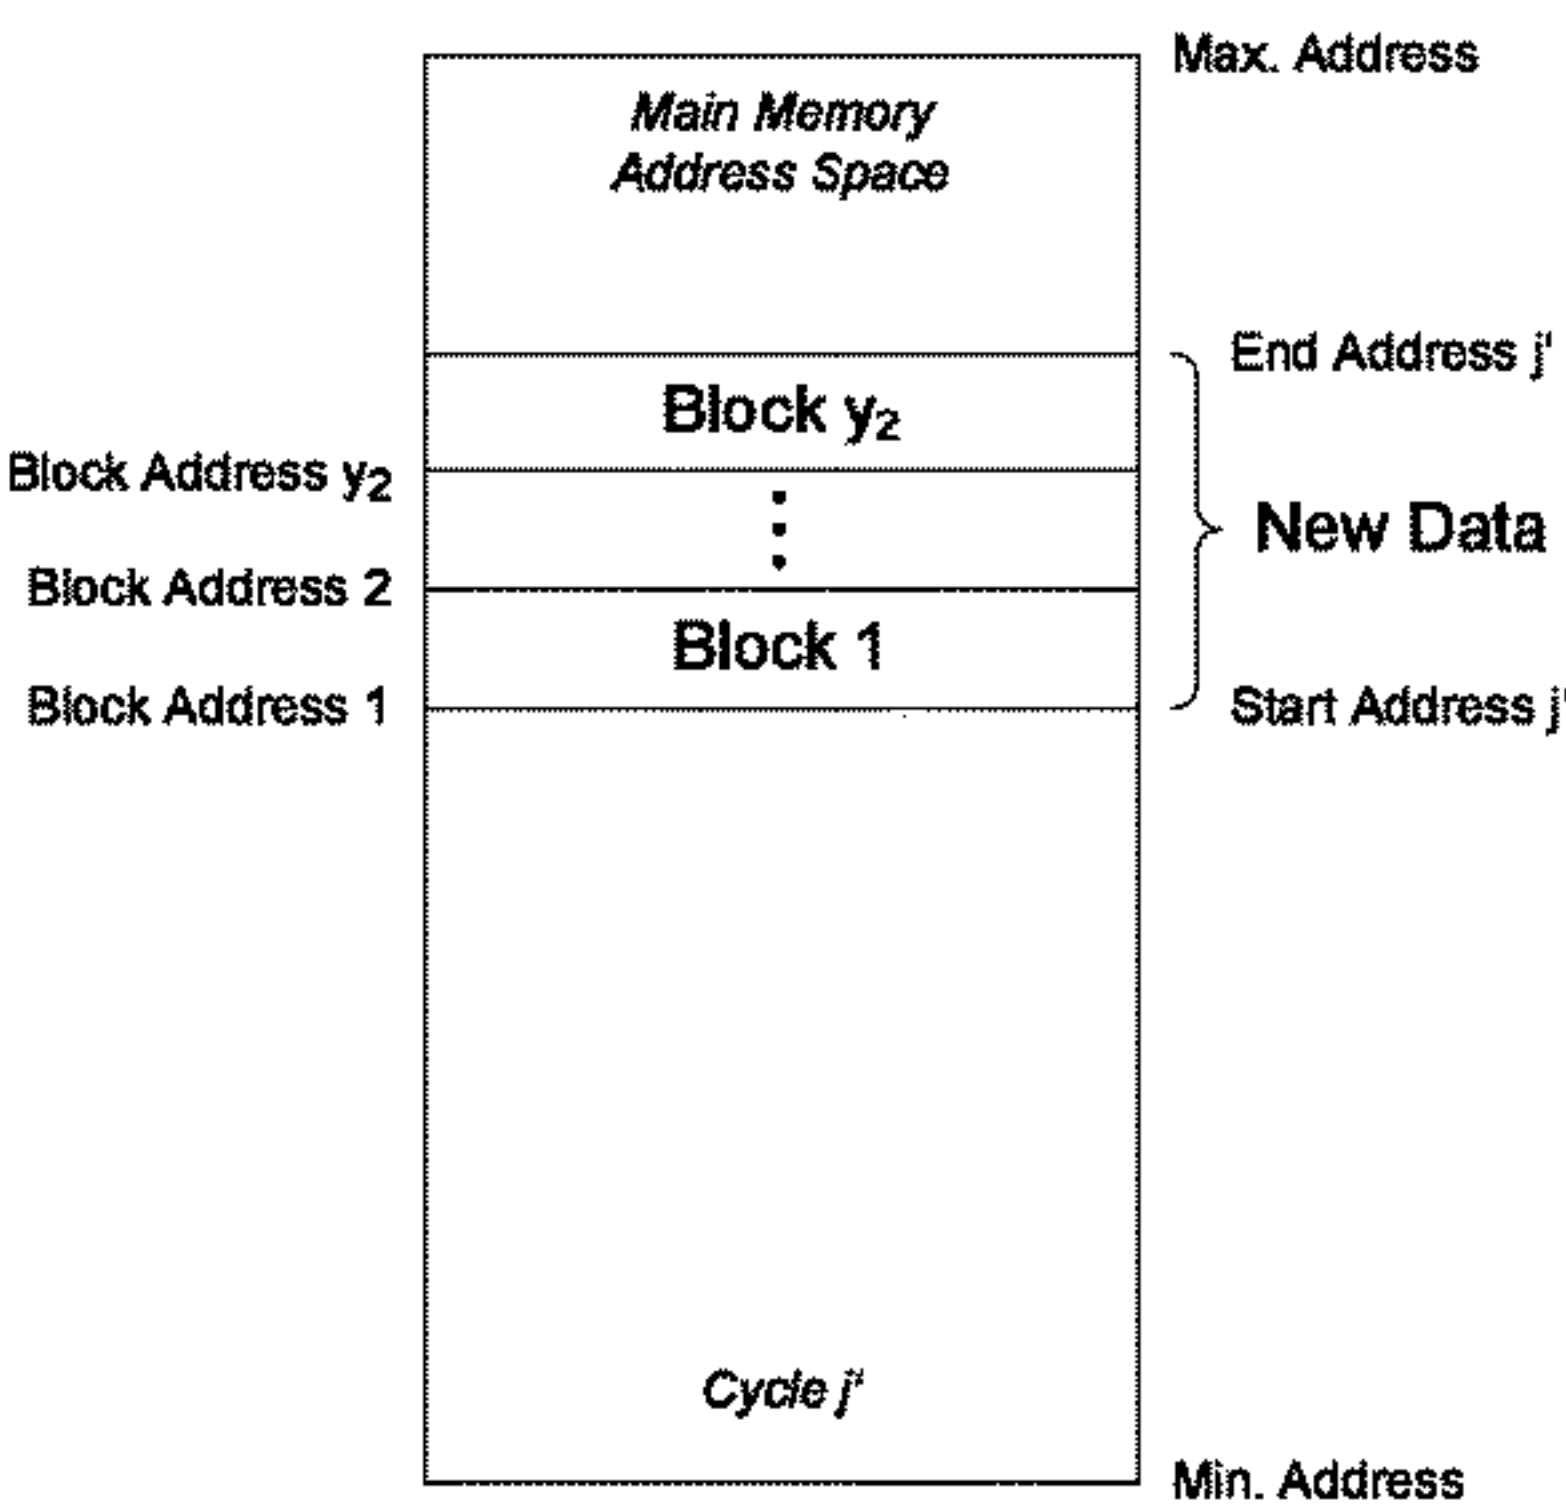 Max. Address
Main Memory
Address Space
End Address j'
Block y₂
Block Address y₂
New Data
Block Address 2
Block 1
Block Address 1
Start Address j'
Cycle j'
Min. Address